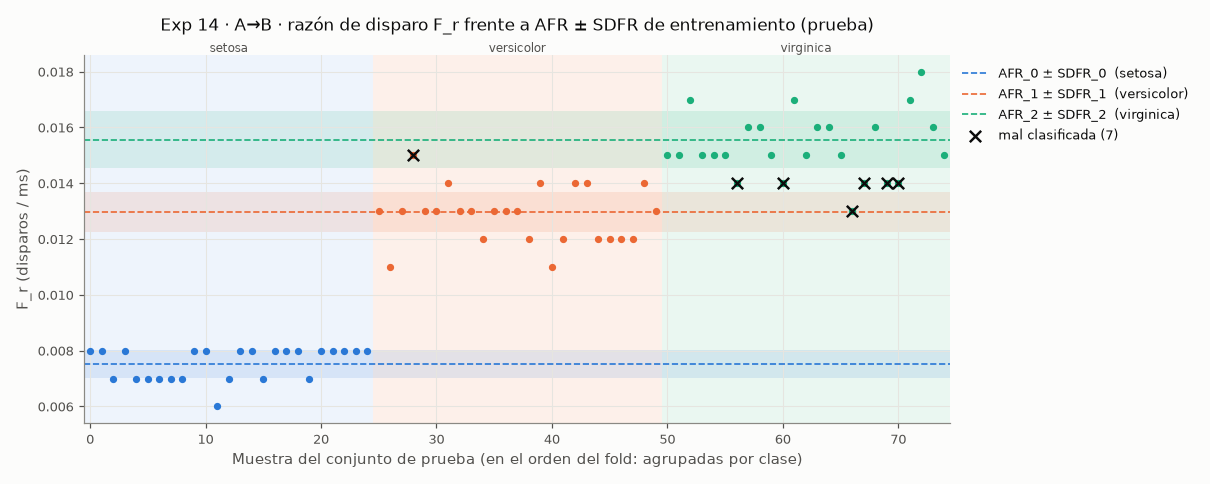 Exp 14 · A→B · razón de disparo F_r frente a AFR ± SDFR de entrenamiento (prueba)
setosa
versicolor
virginica
F_r (disparos / ms)
0.018
0.016
0.014
0.012
0.010
0.008
0.006
0
10
20
30
40
50
60
70
Muestra del conjunto de prueba (en el orden del fold: agrupadas por clase)
AFR_0 ± SDFR_0 (setosa)
AFR_1 ± SDFR_1 (versicolor)
AFR_2 ± SDFR_2 (virginica)
mal clasificada (7)